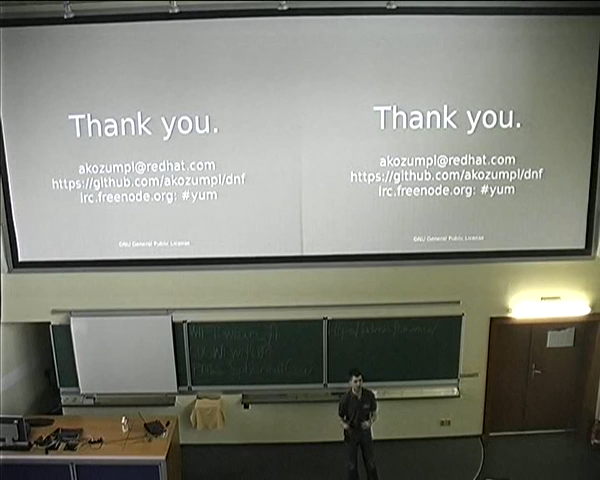 Thank you.
akozumpl@redhat.com
https://github.com/akozumpl/dnf
irc.freenode.org: #yum
GNU General Public License
Thank you.
akozumpl@redhat.com
https://github.com/akozumpl/dnf
irc.freenode.org: #yum
GNU General Public License